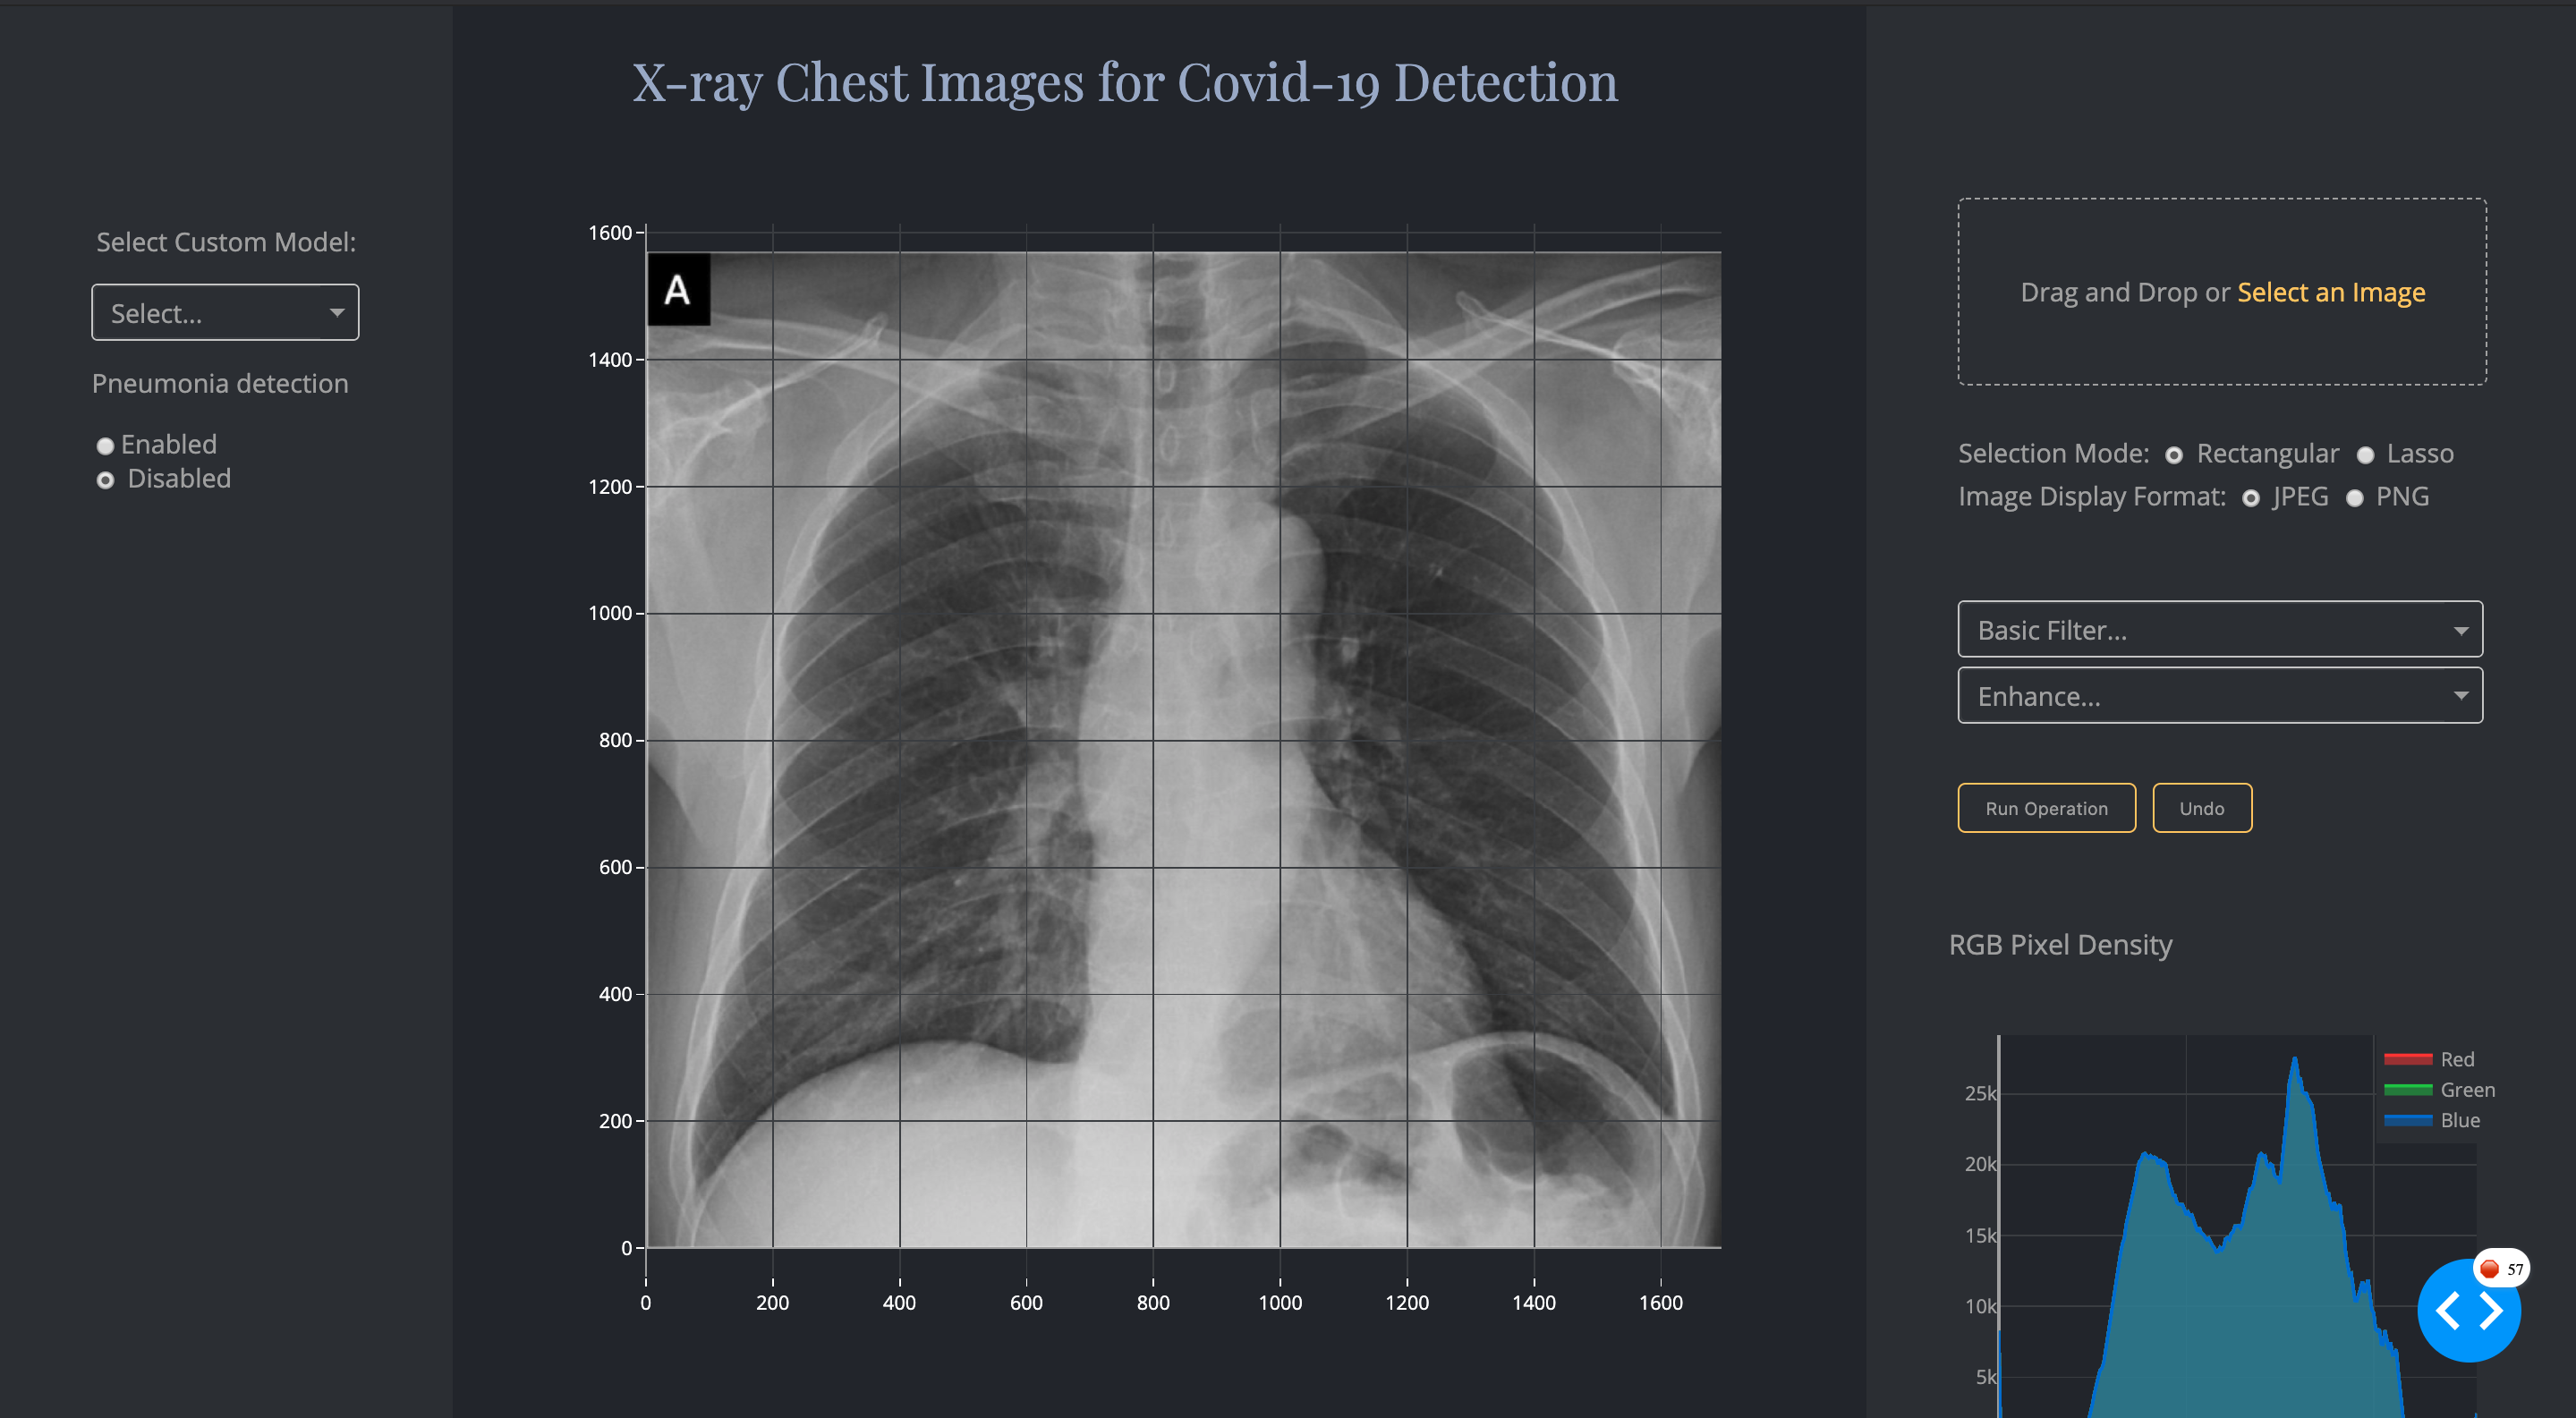 X-ray Chest Images for Covid-19 Detection
Select Custom Model:
Select...
Pneumonia detection
Enabled
Disabled
1600
1400
1200
1000
800
600
400
200
0
A
0 200 400 600 800 1000 1200 1400 1600
Drag and Drop or Select an Image
Selection Mode: Rectangular Lasso
Image Display Format: JPEG PNG
Basic Filter...
Enhance...
Run Operation Undo
RGB Pixel Density
25k
20k
15k
10k
5k
Red
Green
Blue
57